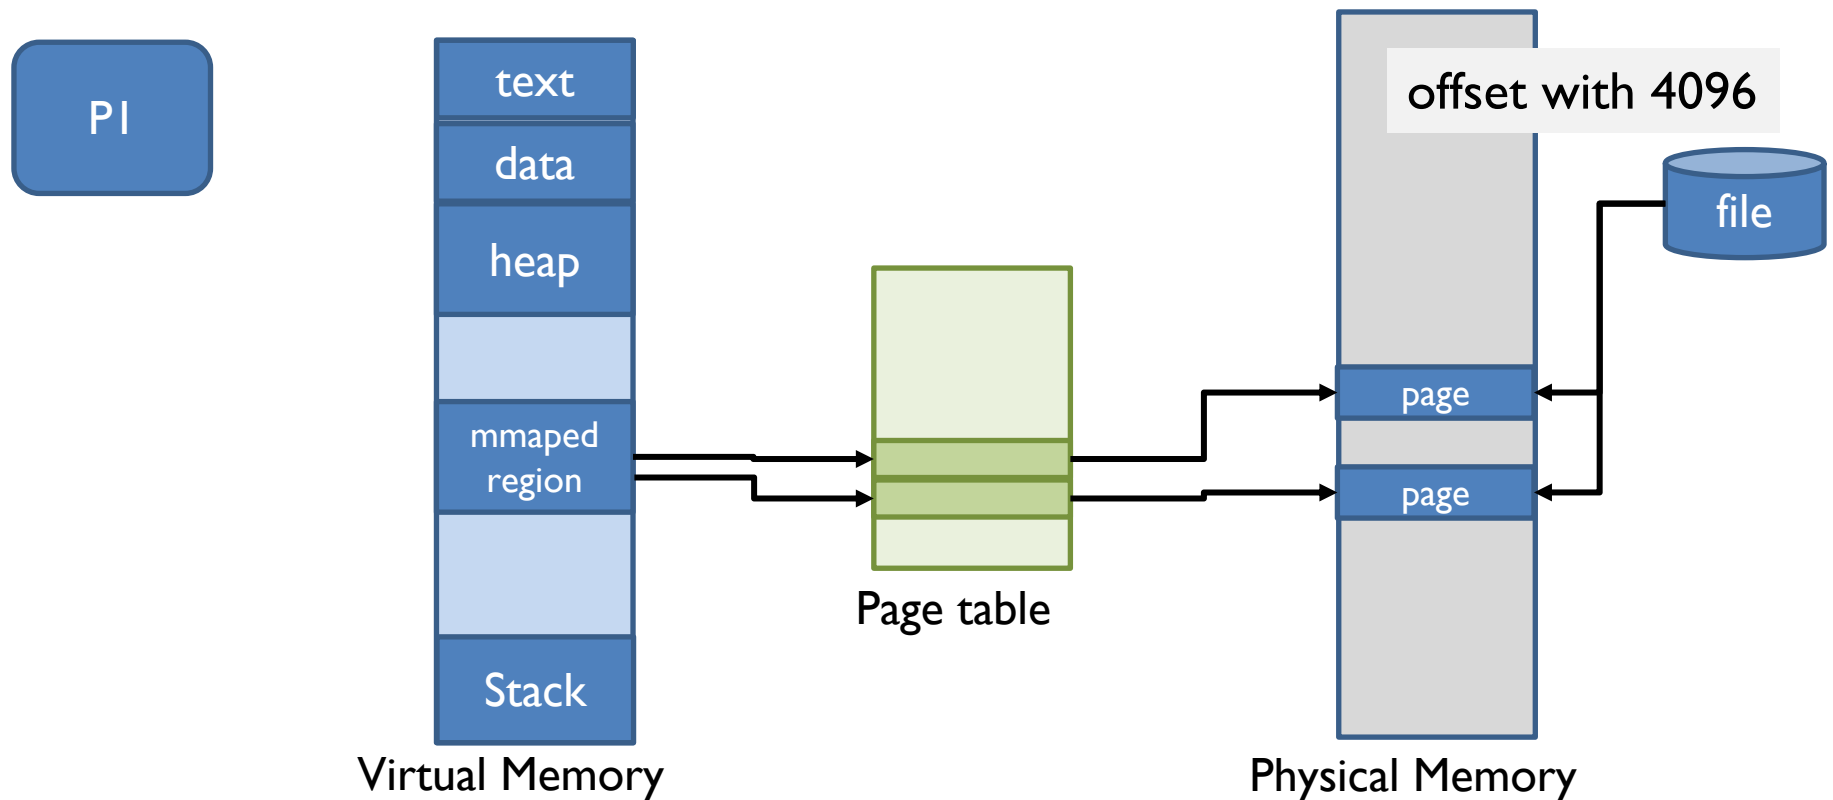 P1
text
data
heap
mmaped
region
Stack
Virtual Memory
Page table
offset with 4096
file
page
page
Physical Memory